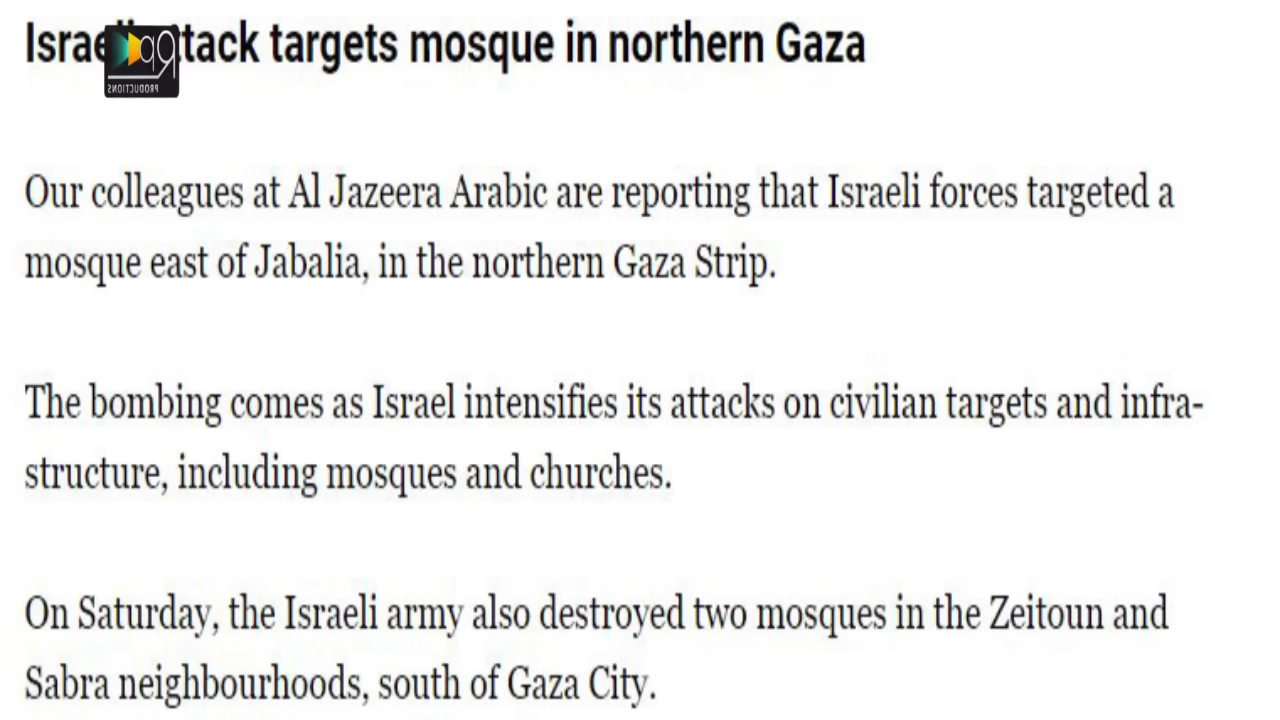 Israeli attack targets mosque in northern Gaza
Our colleagues at Al Jazeera Arabic are reporting that Israeli forces targeted a
mosque east of Jabalia, in the northern Gaza Strip.
The bombing comes as Israel intensifies its attacks on civilian targets and infra-
structure, including mosques and churches.
On Saturday, the Israeli army also destroyed two mosques in the Zeitoun and
Sabra neighbourhoods, south of Gaza City.
PRODUCTIONS